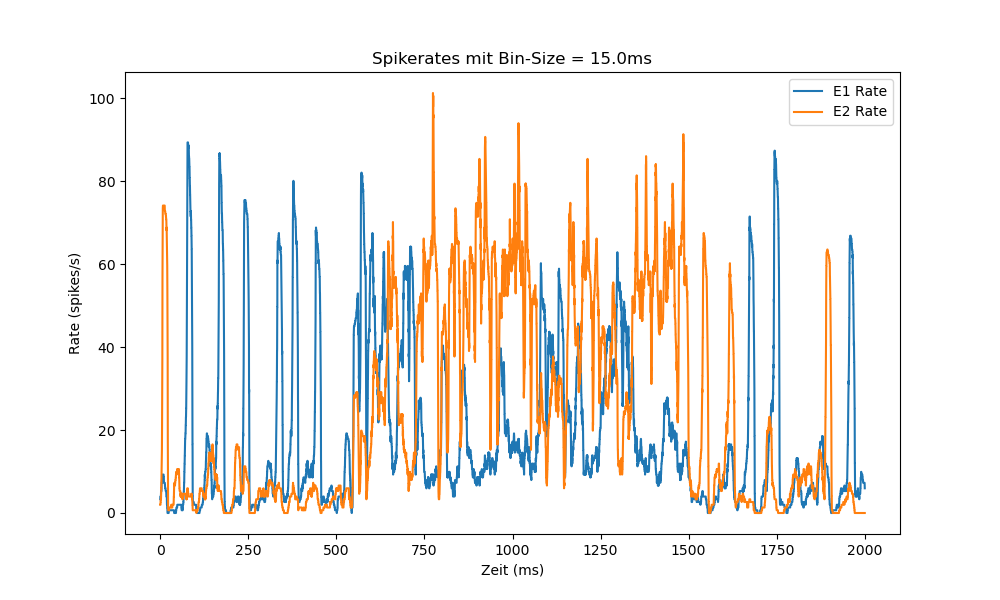 Spikerates mit Bin-Size = 15.0ms
E1 Rate
E2 Rate
100
80
60
40
20
0
Rate (spikes/s)
0 250 500 750 1000 1250 1500 1750 2000
Zeit (ms)